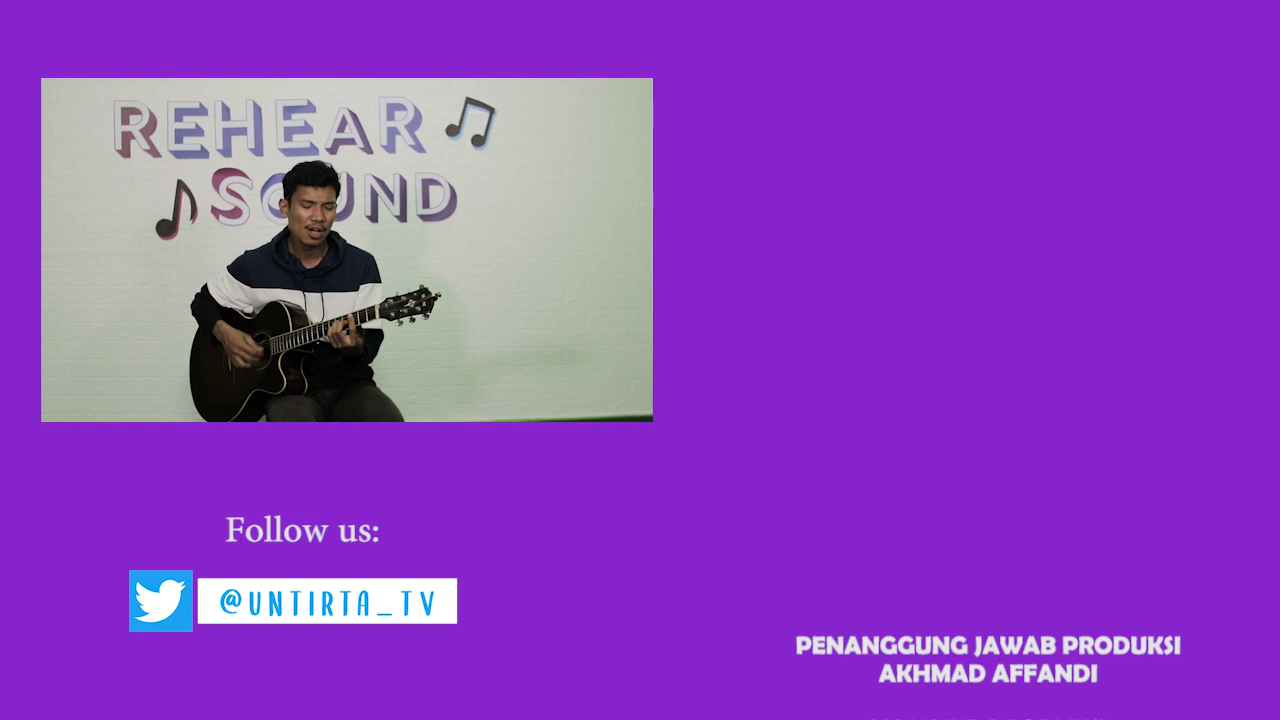 REHEAR
SOUND
Follow us:
@UNTIRTA_TV
PENANGGUNG JAWAB PRODUKSI
AKHMAD AFFANDI